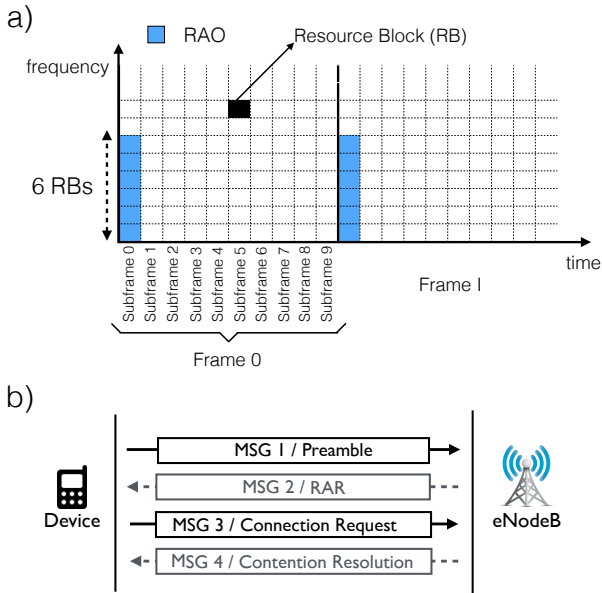 a)
RAO
Resource Block (RB)
frequency
6 RBs
Subframe 0
Subframe 1
Subframe 2
Subframe 3
Subframe 4
Subframe 5
Subframe 6
Subframe 7
Subframe 8
Subframe 9
time
Frame I
Frame 0
b)
MSG 1 / Preamble
MSG 2 / RAR
Device
MSG 3 / Connection Request
eNodeB
MSG 4 / Contention Resolution